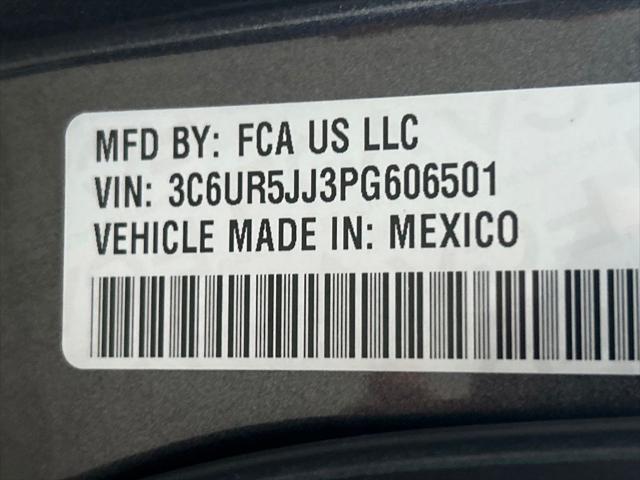 MFD BY: FCA US LLC
VIN: 3C6UR5JJ3PG606501
VEHICLE MADE IN: MEXICO